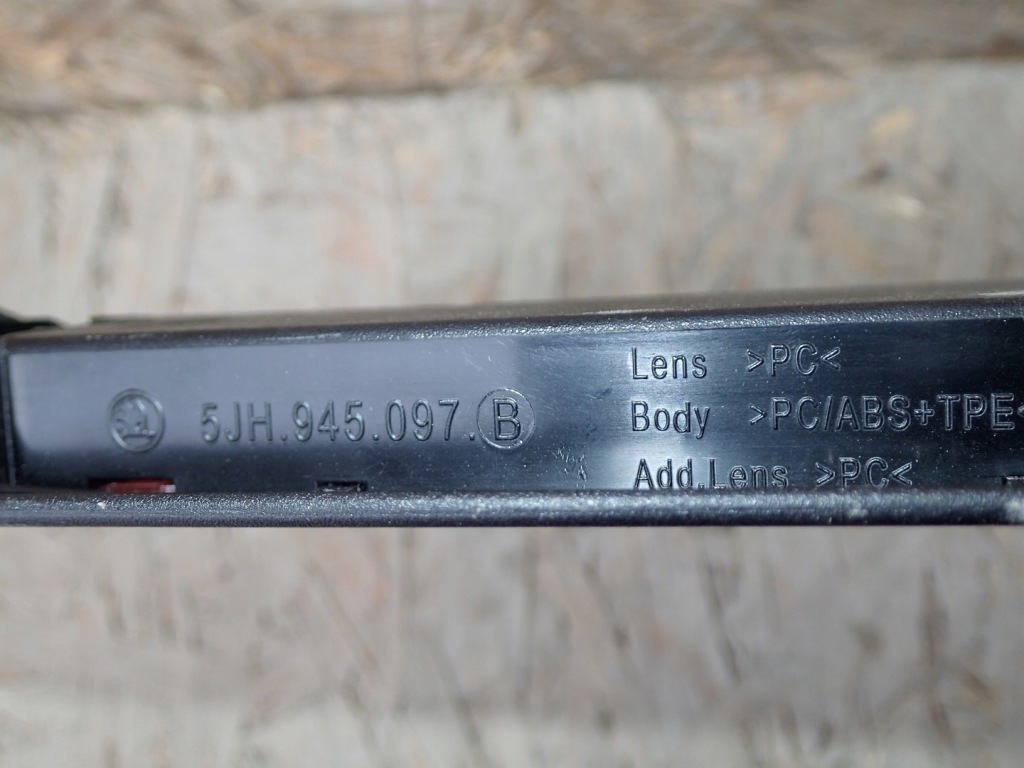 5JH.945.097.B
Lens >PC<
Body >PC/ABS+TPE<
Add.Lens >PC<